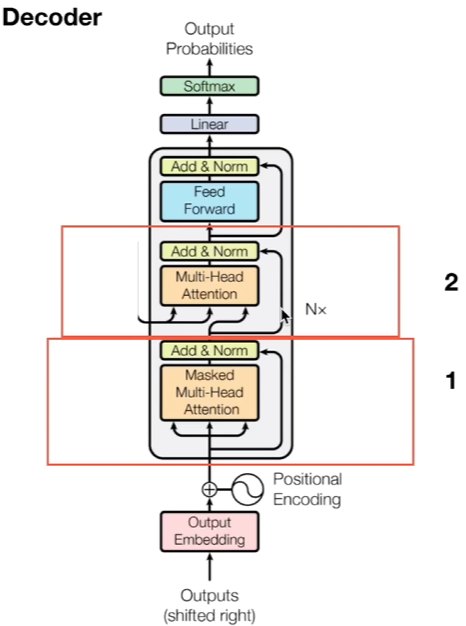 Decoder
Output
Probabilities
Softmax
Linear
Add & Norm
Feed
Forward
Add & Norm
Multi-Head
Attention
2
Nx
Add & Norm
1
Masked
Multi-Head
Attention
Positional
Encoding
Output
Embedding
Outputs
(shifted right)